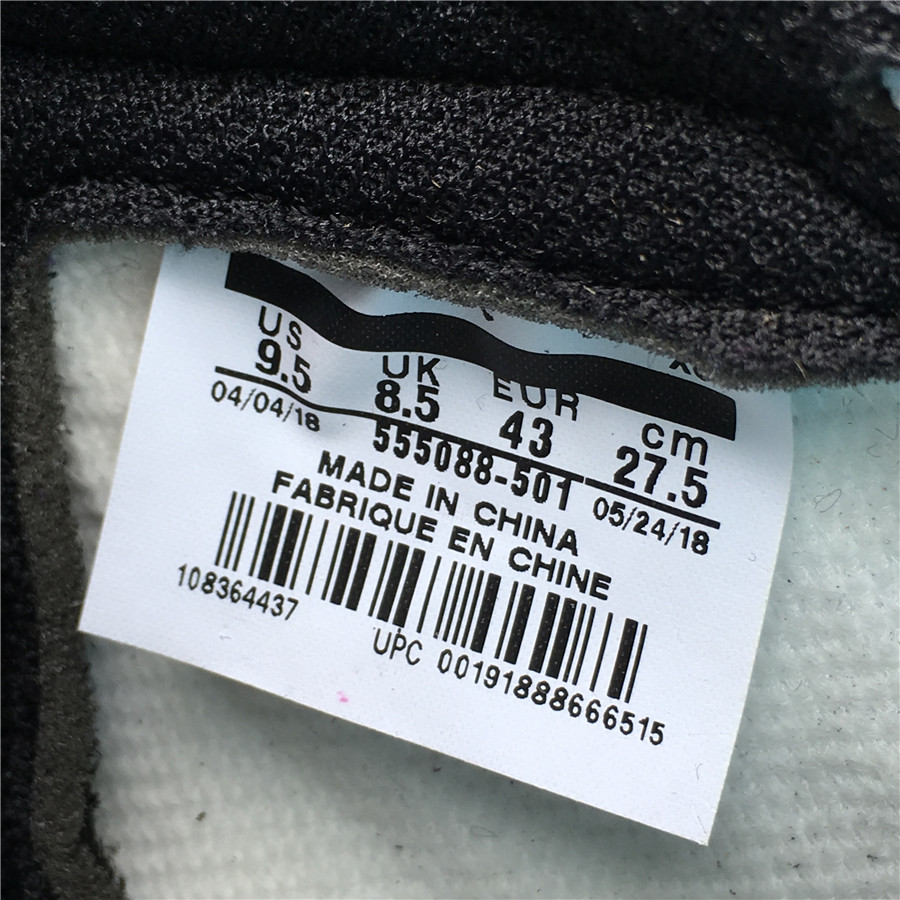 US UK EUR cm
9.5 8.5 43 27.5
04/04/18 555088-501 05/24/18
MADE IN CHINA
FABRIQUE EN CHINE
108364437
UPC 00191888666515